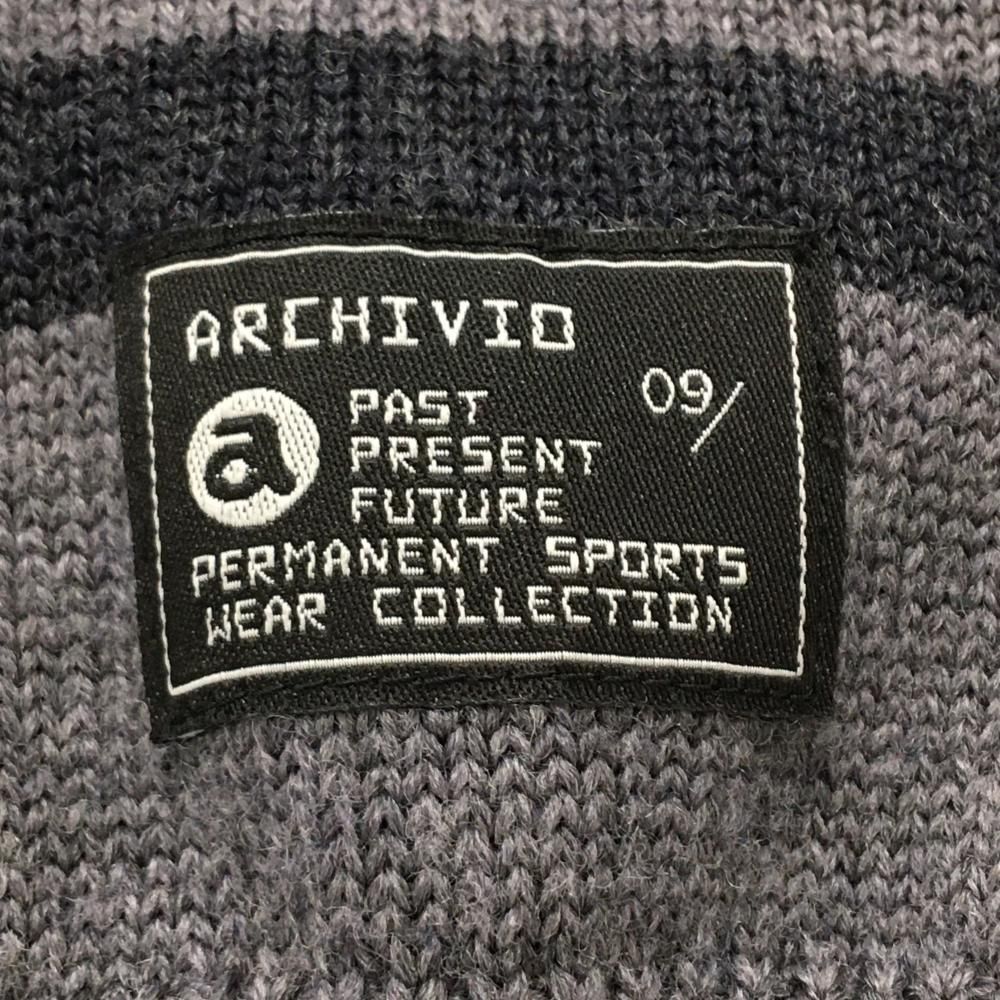 ARCHIVIO
09/
a
PAST
PRESENT
FUTURE
PERMANENT SPORTS
WEAR COLLECTION